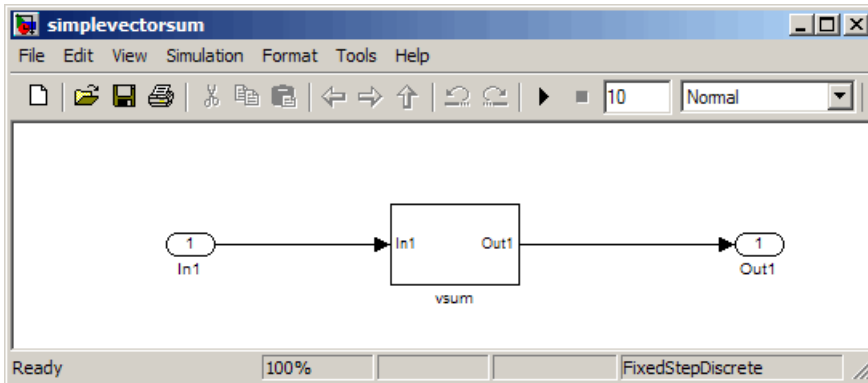 simplevectorsum
File Edit View Simulation Format Tools Help
10 Normal
1 In1 Out1 1
In1 Out1
vsum
Ready 100% FixedStepDiscrete